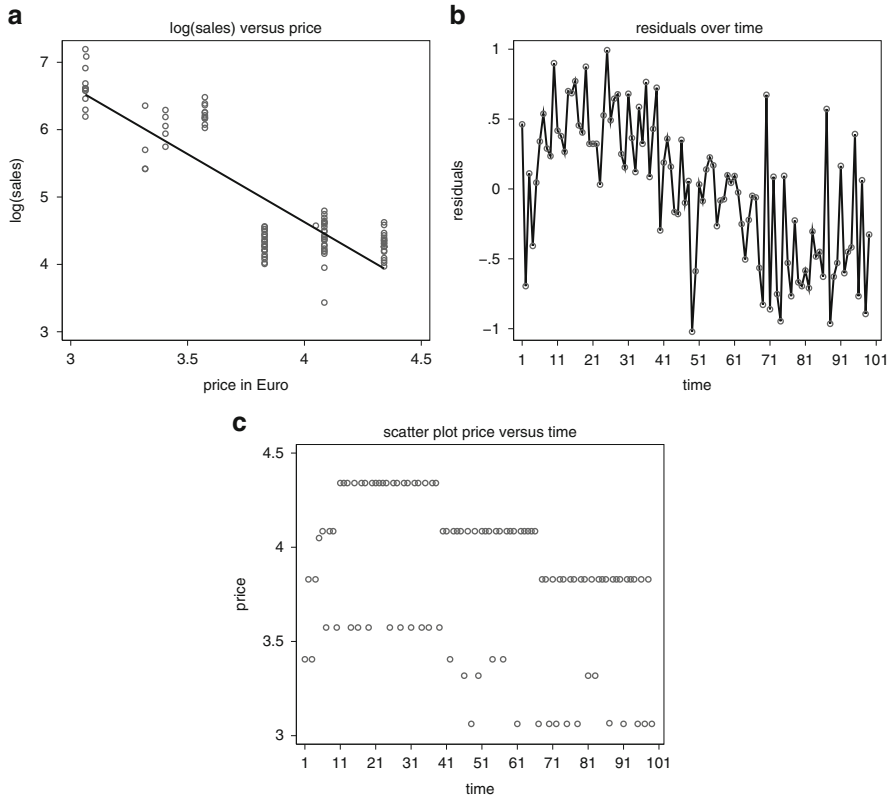 a
log(sales) versus price
7
6
5
4
3
log(sales)
3 3.5 4 4.5
price in Euro
b
residuals over time
1
.5
0
−.5
−1
residuals
1 11 21 31 41 51 61 71 81 91 101
time
c
scatter plot price versus time
4.5
4
3.5
3
price
1 11 21 31 41 51 61 71 81 91 101
time